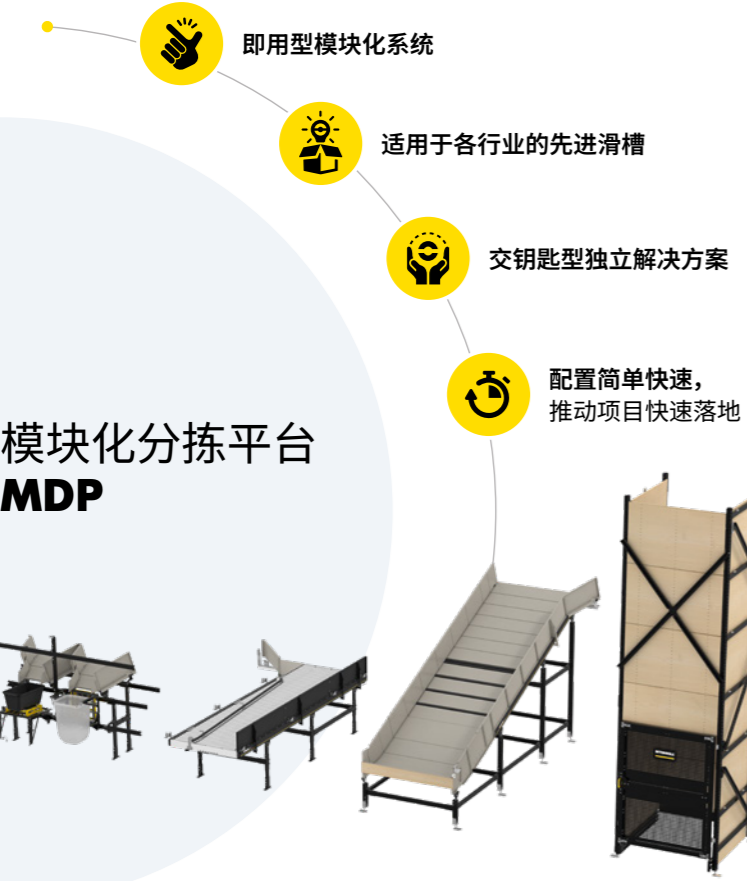 即用型模块化系统
适用于各行业的先进滑槽
交钥匙型独立解决方案
配置简单快速，
推动项目快速落地
模块化分拣平台
MDP